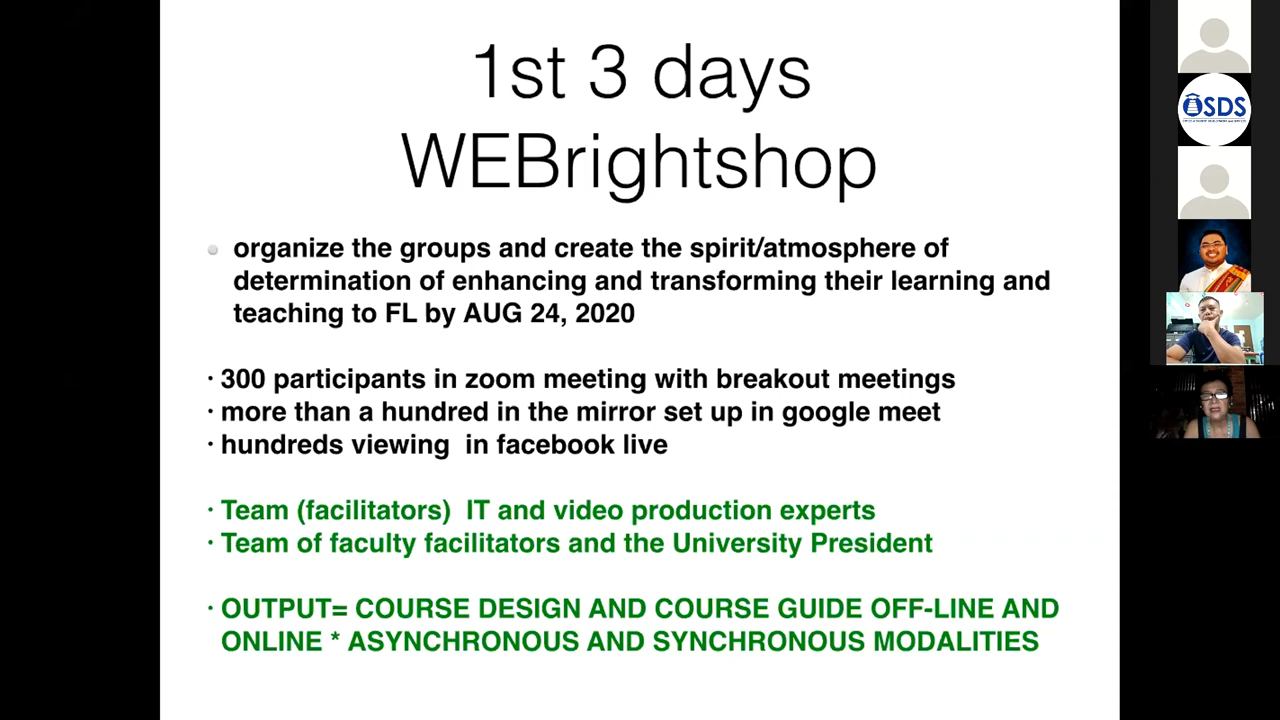 1st 3 days
WEBrightshop
organize the groups and create the spirit/atmosphere of
determination of enhancing and transforming their learning and
teaching to FL by AUG 24, 2020
· 300 participants in zoom meeting with breakout meetings
· more than a hundred in the mirror set up in google meet
· hundreds viewing in facebook live
· Team (facilitators) IT and video production experts
· Team of faculty facilitators and the University President
· OUTPUT= COURSE DESIGN AND COURSE GUIDE OFF-LINE AND
ONLINE * ASYNCHRONOUS AND SYNCHRONOUS MODALITIES
OSDS